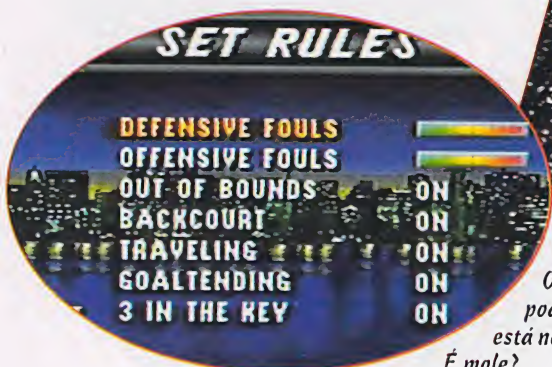 SET RULES
DEFENSIVE FOULS
OFFENSIVE FOULS
OUT OF BOUNDS ON
BACKCOURT ON
TRAVELING ON
GOALTENDING ON
3 IN THE KEY ON
está n
É mole?